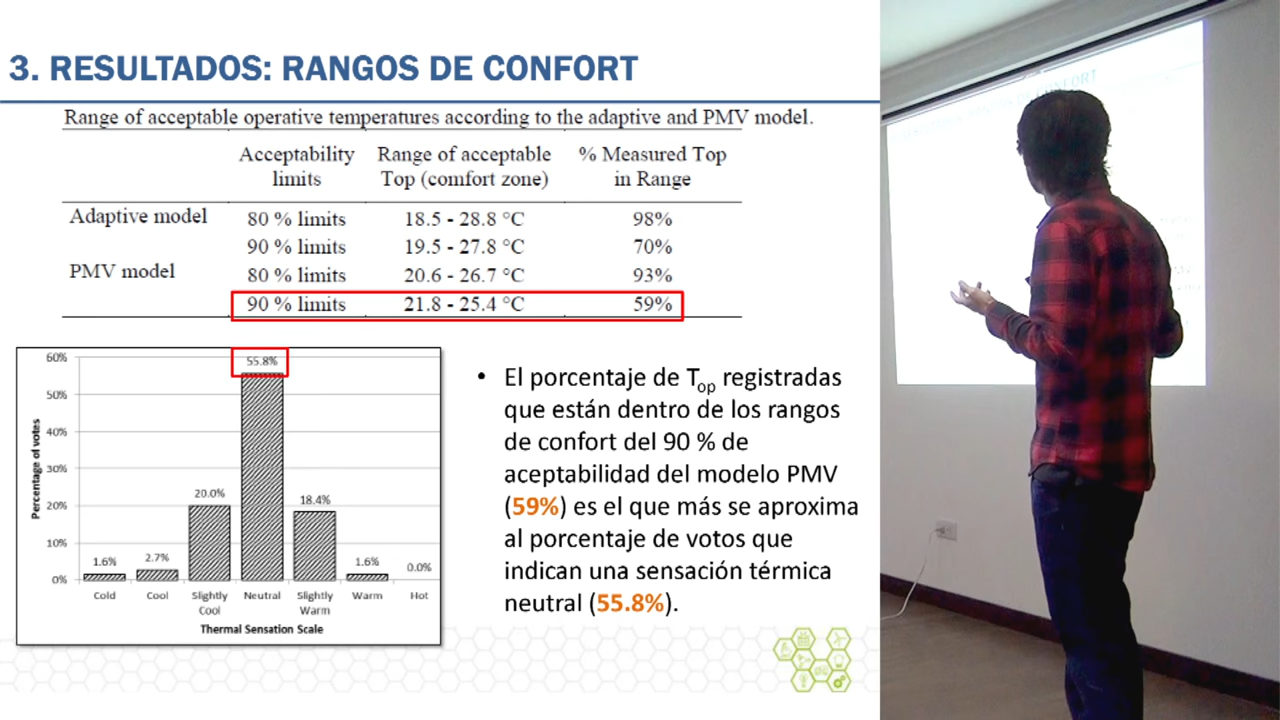 3. RESULTADOS: RANGOS DE CONFORT
Range of acceptable operative temperatures according to the adaptive and PMV model.
Acceptability limits Range of acceptable Top (comfort zone) % Measured Top in Range
Adaptive model 80 % limits 18.5 - 28.8 °C 98%
90 % limits 19.5 - 27.8 °C 70%
PMV model 80 % limits 20.6 - 26.7 °C 93%
90 % limits 21.8 - 25.4 °C 59%
60%
50%
40%
30%
20%
10%
0%
Percentage of votes
1.6%
2.7%
20.0%
55.8%
18.4%
1.6%
0.0%
Cold
Cool
Slightly Cool
Neutral
Slightly Warm
Warm
Hot
Thermal Sensation Scale
• El porcentaje de Top registradas
que están dentro de los rangos
de confort del 90 % de
aceptabilidad del modelo PMV
(59%) es el que más se aproxima
al porcentaje de votos que
indican una sensación térmica
neutral (55.8%).